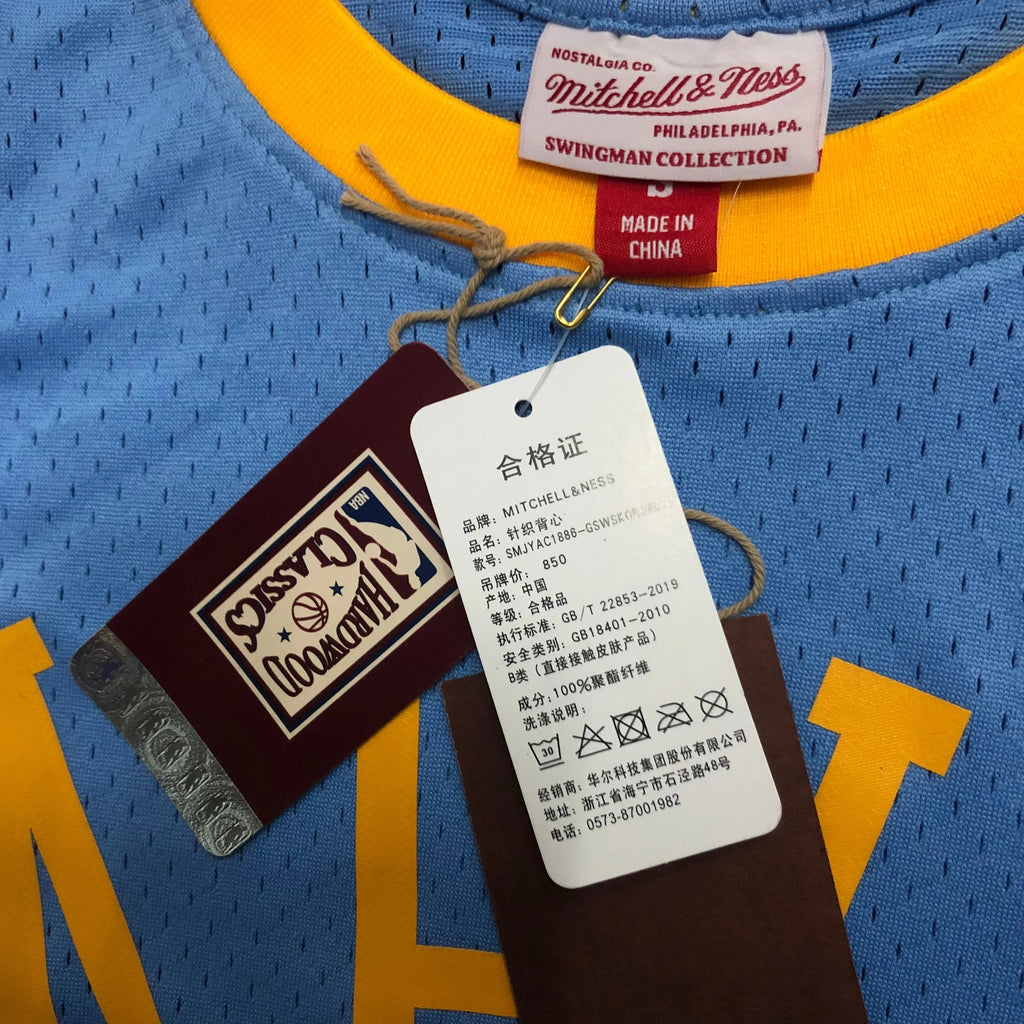 NOSTALGIA CO.
Mitchell & Ness
PHILADELPHIA, PA.
SWINGMAN COLLECTION
S
MADE IN
CHINA
NBA
HARDWOOD
CLASSICS
合格证
品牌: MITCHELL&NESS
品名: 针织背心
款号: SMJYAC1886-GSWSK
吊牌价: 850
产地: 中国
等级: 合格品
执行标准: GB/T 22853-2019
安全类别: GB18401-2010
B类 (直接接触皮肤产品)
成分: 100%聚酯纤维
洗涤说明:
30
经销商: 华尔科技集团股份有限公司
地址: 浙江省海宁市石泾路48号
电话: 0573-87001982